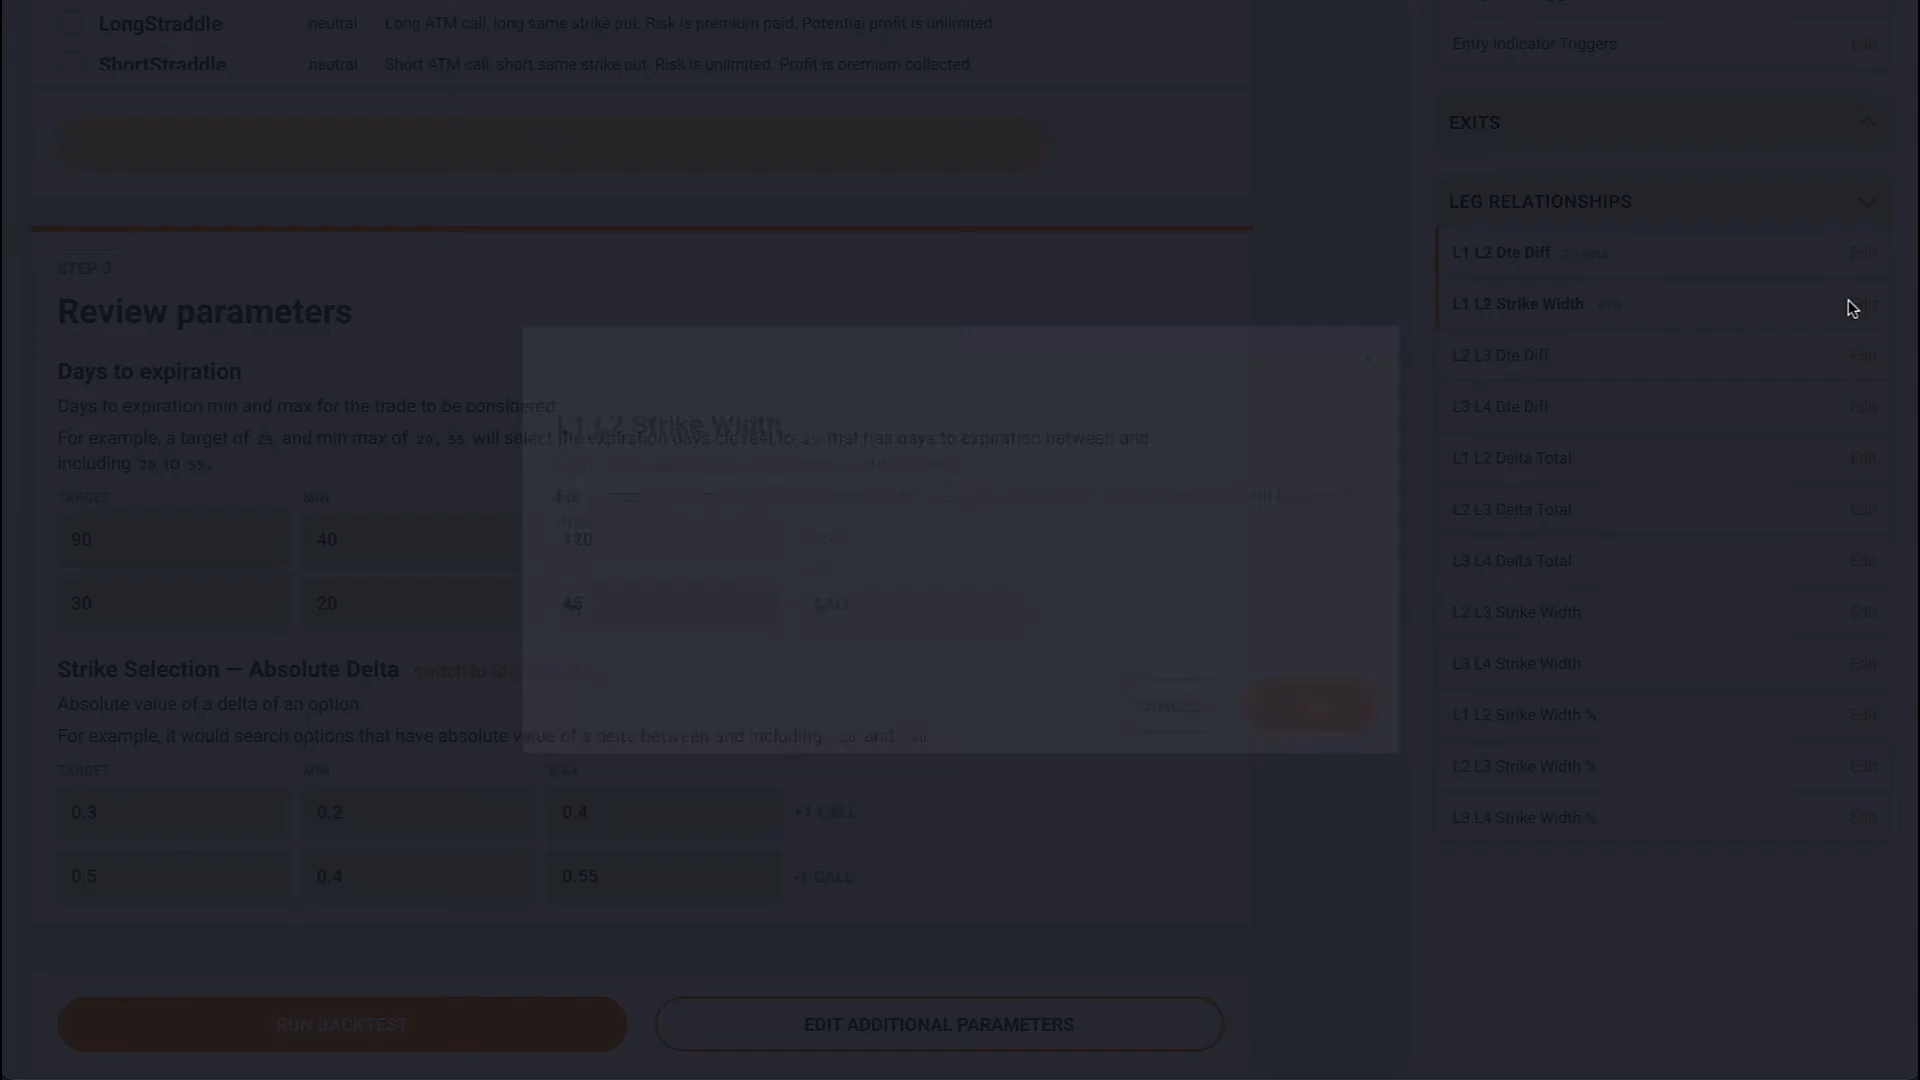 LongStraddle neutral Long ATM call, long same strike put. Risk is premium paid. Potential profit is unlimited
ShortStraddle neutral Short ATM call, short same strike put. Risk is unlimited. Profit is premium collected
Entry Indicator Triggers Edit
EXITS
LEG RELATIONSHIPS
L1 L2 Dte Diff Edit
L1 L2 Strike Width
L2 L3 Dte Diff Edit
L3 L4 Dte Diff Edit
L1 L2 Delta Total Edit
L2 L3 Delta Total Edit
L3 L4 Delta Total Edit
L2 L3 Strike Width Edit
L3 L4 Strike Width Edit
L1 L2 Strike Width % Edit
L2 L3 Strike Width % Edit
L3 L4 Strike Width % Edit
STEP 3
Review parameters
Days to expiration
Days to expiration min and max for the trade to be considered.
For example, a target of 25 and min max of 20, 55 will select the expiration days closest to 25 that has days to expiration between and
including 20 to 55.
L1 L2 Strike Width
TARGET MIN
90 40
30 20
Strike Selection — Absolute Delta switch to
Absolute value of a delta of an option.
For example, it would search options that have absolute value of a delta between and including and
TARGET MIN MAX
0.3 0.2 0.4 +1 CALL
0.5 0.4 0.55 -1 CALL
RUN BACKTEST EDIT ADDITIONAL PARAMETERS